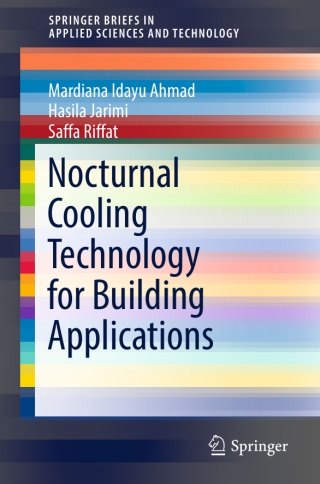 SPRINGER BRIEFS IN
APPLIED SCIENCES AND TECHNOLOGY
Mardiana Idayu Ahmad
Hasila Jarimi
Saffa Riffat
Nocturnal
Cooling
Technology
for Building
Applications
Springer